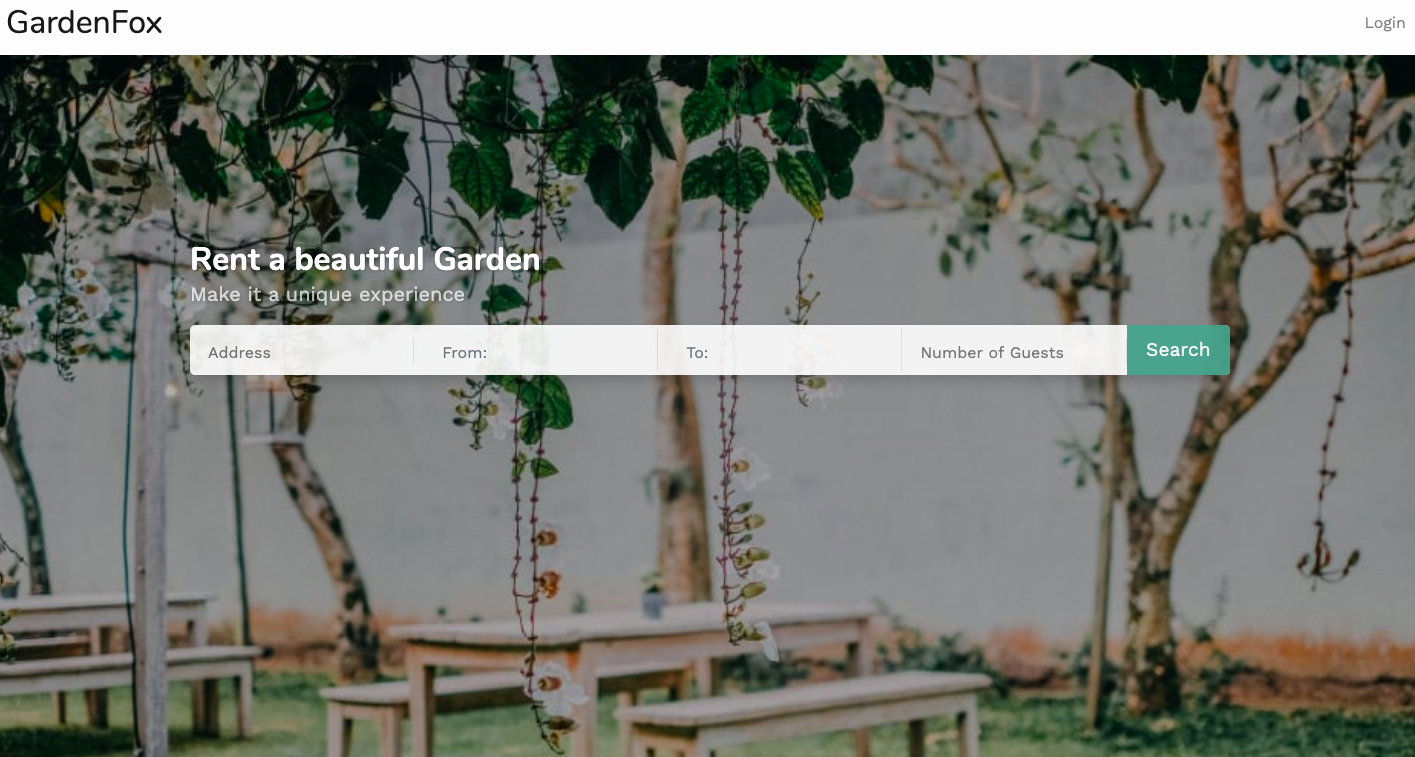 GardenFox
Login
Rent a beautiful Garden
Make it a unique experience
Address
From:
To:
Number of Guests
Search